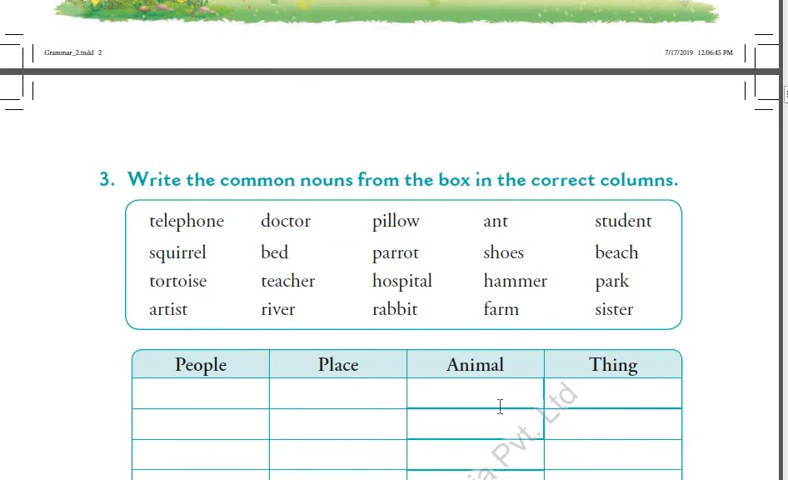 Grammar_2.indd 2 7/17/2019 12:06:45 PM
3. Write the common nouns from the box in the correct columns.
telephone doctor pillow ant student
squirrel bed parrot shoes beach
tortoise teacher hospital hammer park
artist river rabbit farm sister
People Place Animal Thing
Pvt. Ltd